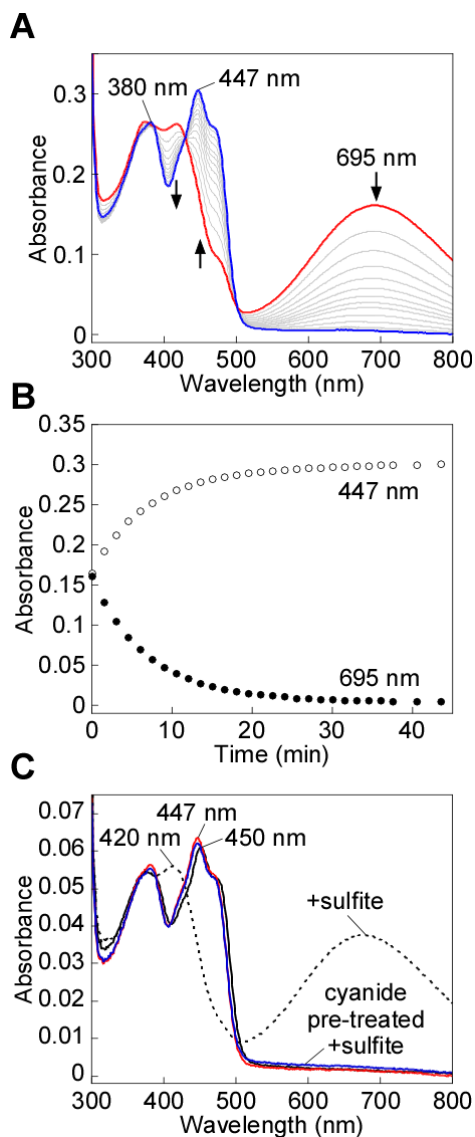 A
380 nm
447 nm
695 nm
0.3
0.2
0.1
0
Absorbance
300 400 500 600 700 800
Wavelength (nm)
B
0.35
0.3
0.25
0.2
0.15
0.1
0.05
0
Absorbance
447 nm
695 nm
0 10 20 30 40
Time (min)
C
0.07
0.06
0.05
0.04
0.03
0.02
0.01
0
Absorbance
447 nm
420 nm
450 nm
+sulfite
cyanide
pre-treated
+sulfite
300 400 500 600 700 800
Wavelength (nm)